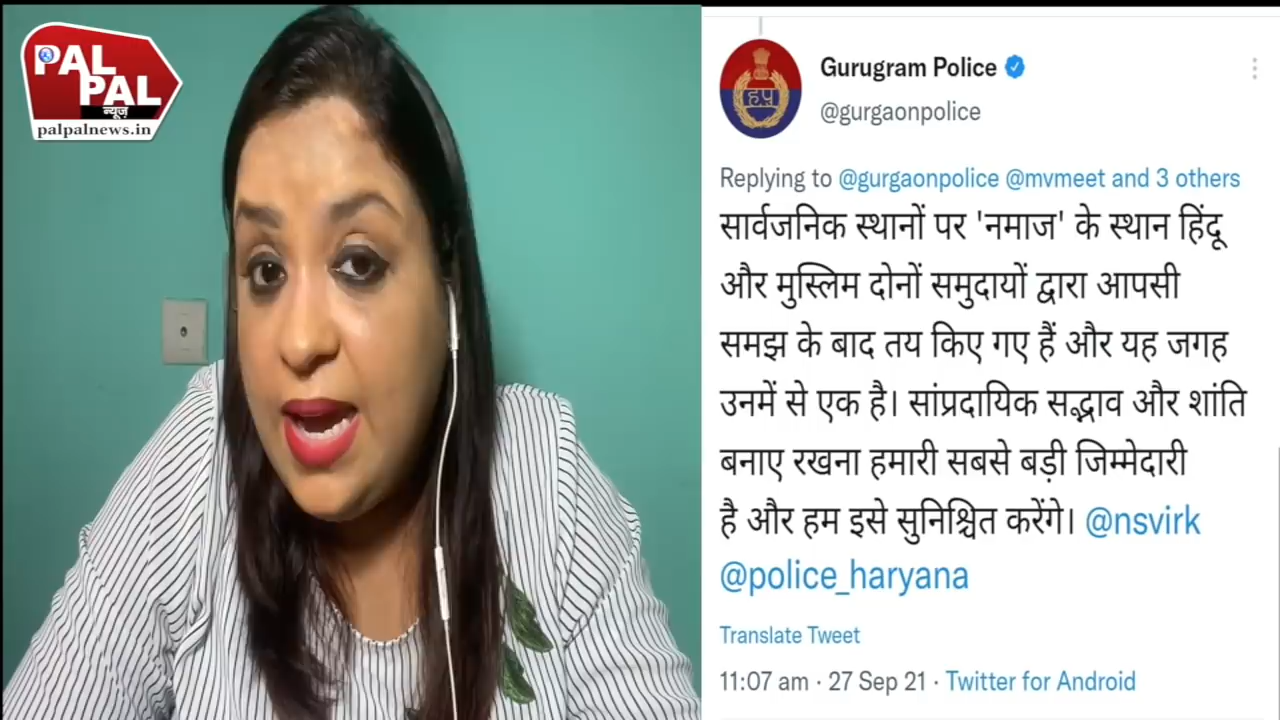 PAL
PAL
न्यूज़
palpalnews.in
Gurugram Police
@gurgaonpolice
हप
Replying to @gurgaonpolice @mvmeet and 3 others
सार्वजनिक स्थानों पर 'नमाज' के स्थान हिंदू
और मुस्लिम दोनों समुदायों द्वारा आपसी
समझ के बाद तय किए गए हैं और यह जगह
उनमें से एक है। सांप्रदायिक सद्भाव और शांति
बनाए रखना हमारी सबसे बड़ी जिम्मेदारी
है और हम इसे सुनिश्चित करेंगे। @nsvirk
@police_haryana
Translate Tweet
11:07 am · 27 Sep 21 · Twitter for Android